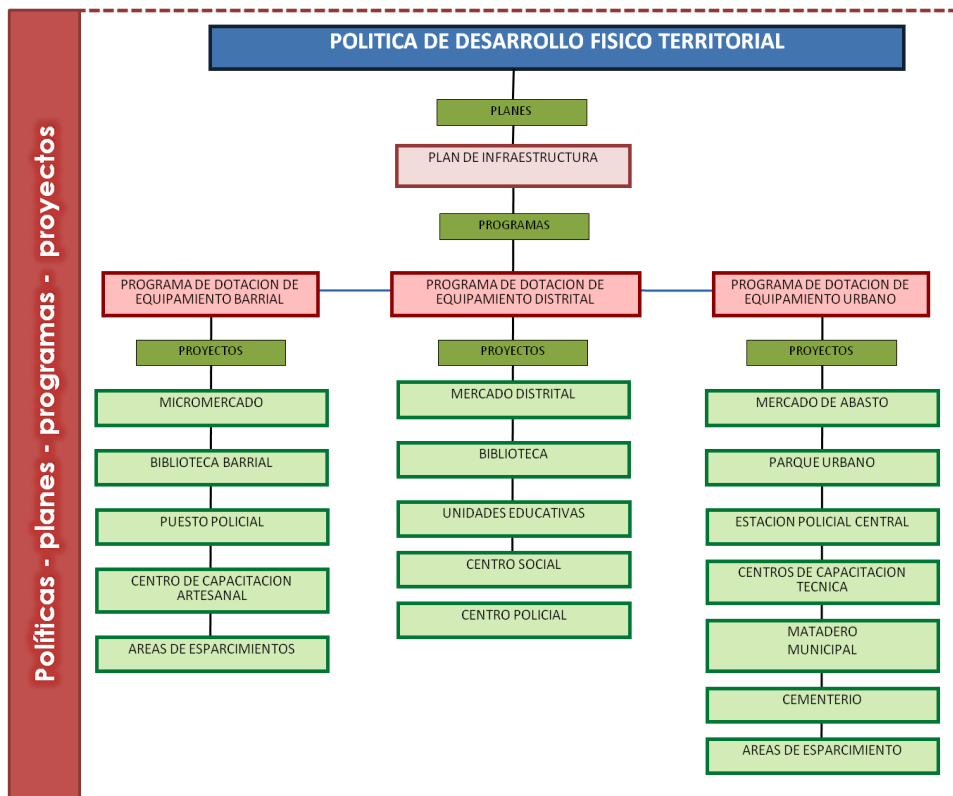 Políticas - planes - programas - proyectos
POLITICA DE DESARROLLO FISICO TERRITORIAL
PLANES
PLAN DE INFRAESTRUCTURA
PROGRAMAS
PROGRAMA DE DOTACION DE
EQUIPAMIENTO BARRIAL
PROYECTOS
MICROMERCADO
BIBLIOTECA BARRIAL
PUESTO POLICIAL
CENTRO DE CAPACITACION
ARTESANAL
AREAS DE ESPARCIMIENTOS
PROGRAMA DE DOTACION DE
EQUIPAMIENTO DISTRITAL
PROYECTOS
MERCADO DISTRITAL
BIBLIOTECA
UNIDADES EDUCATIVAS
CENTRO SOCIAL
CENTRO POLICIAL
PROGRAMA DE DOTACION DE
EQUIPAMIENTO URBANO
PROYECTOS
MERCADO DE ABASTO
PARQUE URBANO
ESTACION POLICIAL CENTRAL
CENTROS DE CAPACITACION
TECNICA
MATADERO
MUNICIPAL
CEMENTERIO
AREAS DE ESPARCIMIENTO